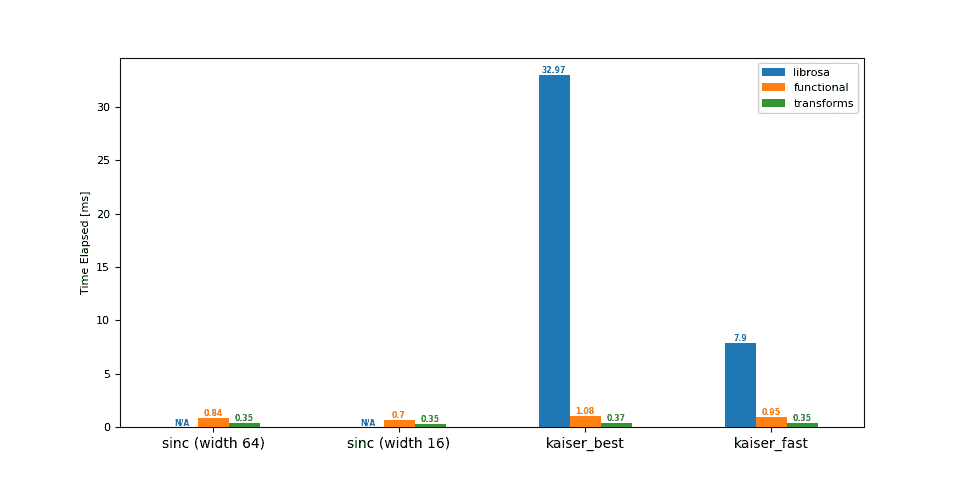 librosa
functional
transforms
Time Elapsed [ms]
30
25
20
15
10
5
0
N/A
0.84
0.35
N/A
0.7
0.35
32.97
1.08
0.37
7.9
0.95
0.35
sinc (width 64)
sinc (width 16)
kaiser_best
kaiser_fast